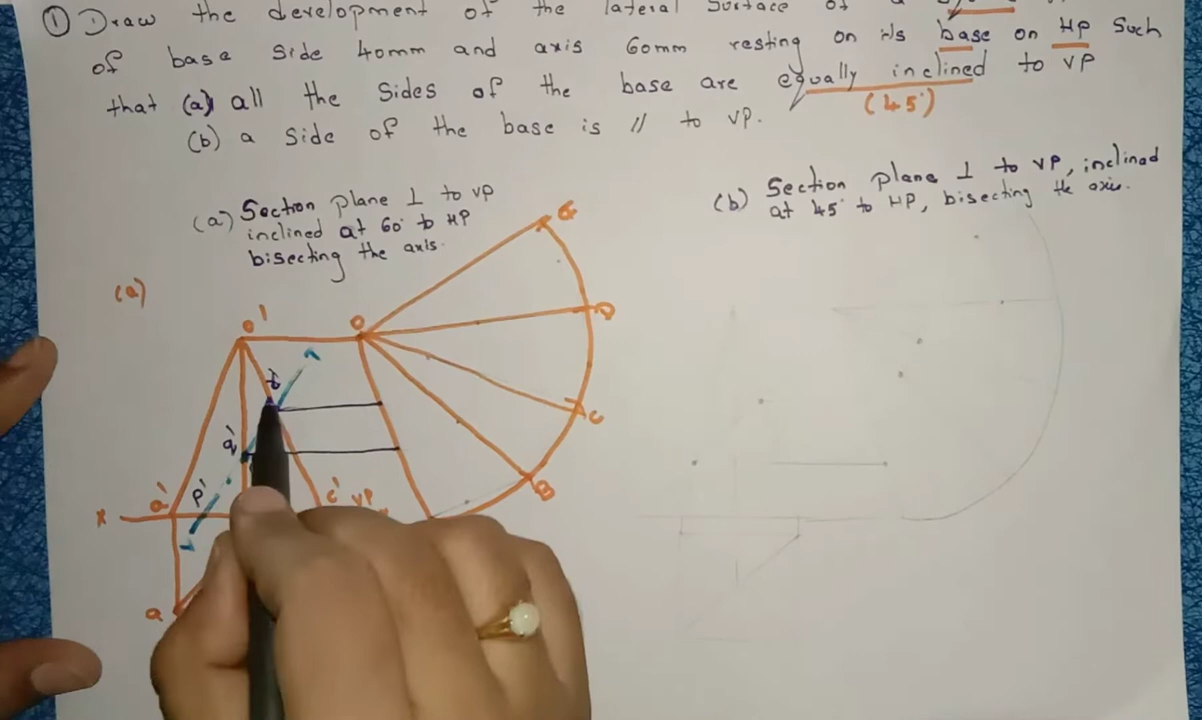 ① Draw the development of the lateral surface of a
of base side 40mm and axis 60mm resting on its base on HP such
that (a) all the sides of the base are equally inclined to VP
(45°)
(b) a side of the base is // to VP.
(a) Section plane ⊥ to VP
inclined at 60° to HP
bisecting the axis.
(b) Section plane ⊥ to VP, inclined
at 45° to HP, bisecting the axis.
(a)
o' O
D
C
B
q'
p'
X a' c' VP
a